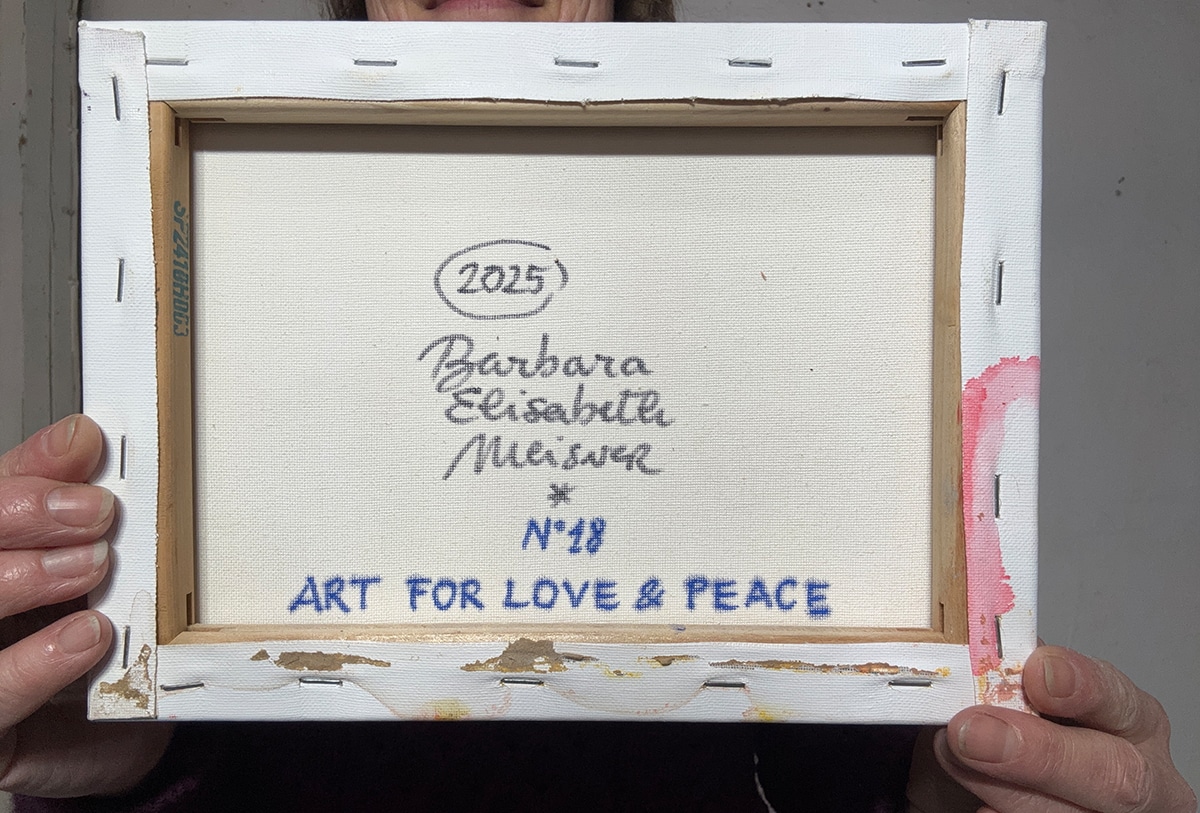 2025
Barbara
Elisabeth
Meisner
*
N°18
ART FOR LOVE & PEACE